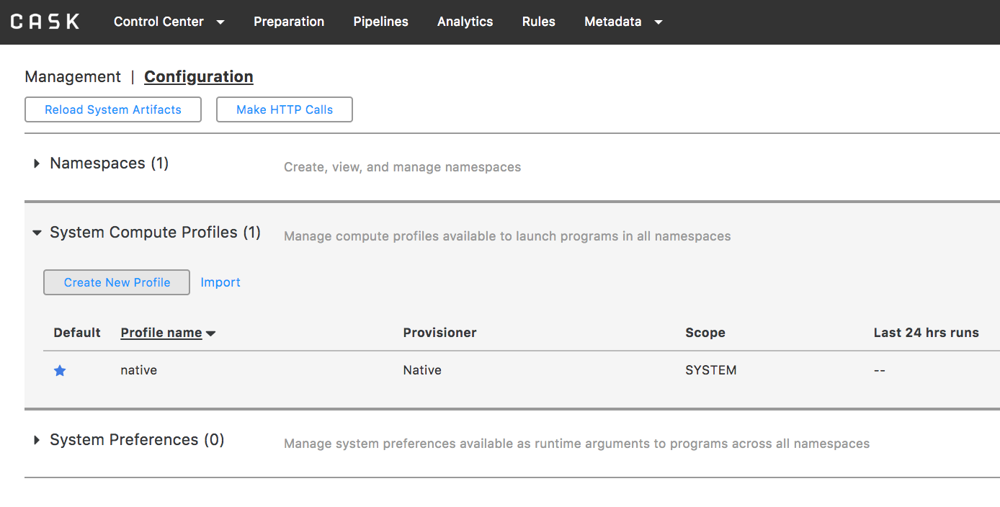 CASK Control Center Preparation Pipelines Analytics Rules Metadata
Management | Configuration
Reload System Artifacts Make HTTP Calls
Namespaces (1) Create, view, and manage namespaces
System Compute Profiles (1) Manage compute profiles available to launch programs in all namespaces
Create New Profile Import
Default Profile name Provisioner Scope Last 24 hrs runs
native Native SYSTEM --
System Preferences (0) Manage system preferences available as runtime arguments to programs across all namespaces